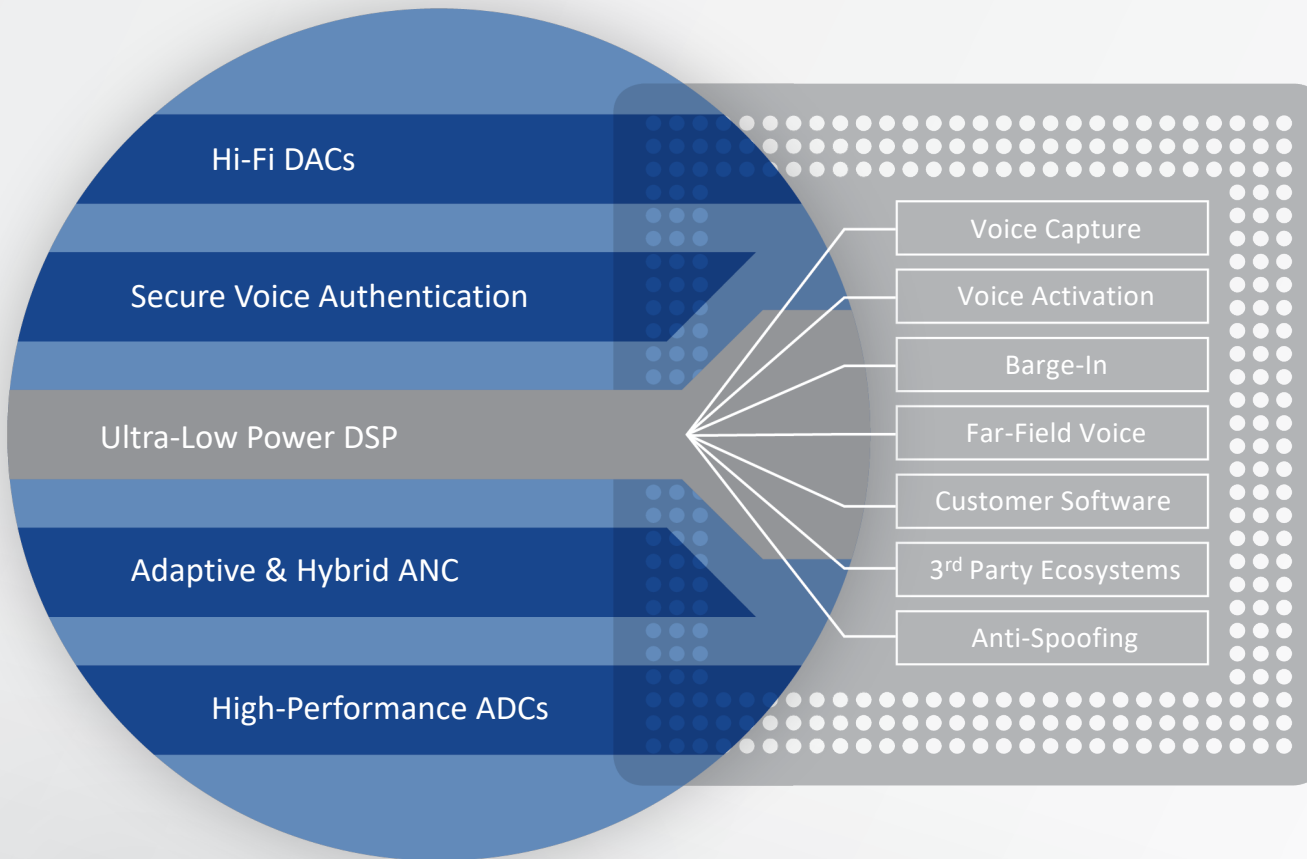 Hi-Fi DACs
Secure Voice Authentication
Ultra-Low Power DSP
Adaptive & Hybrid ANC
High-Performance ADCs
Voice Capture
Voice Activation
Barge-In
Far-Field Voice
Customer Software
3rd Party Ecosystems
Anti-Spoofing